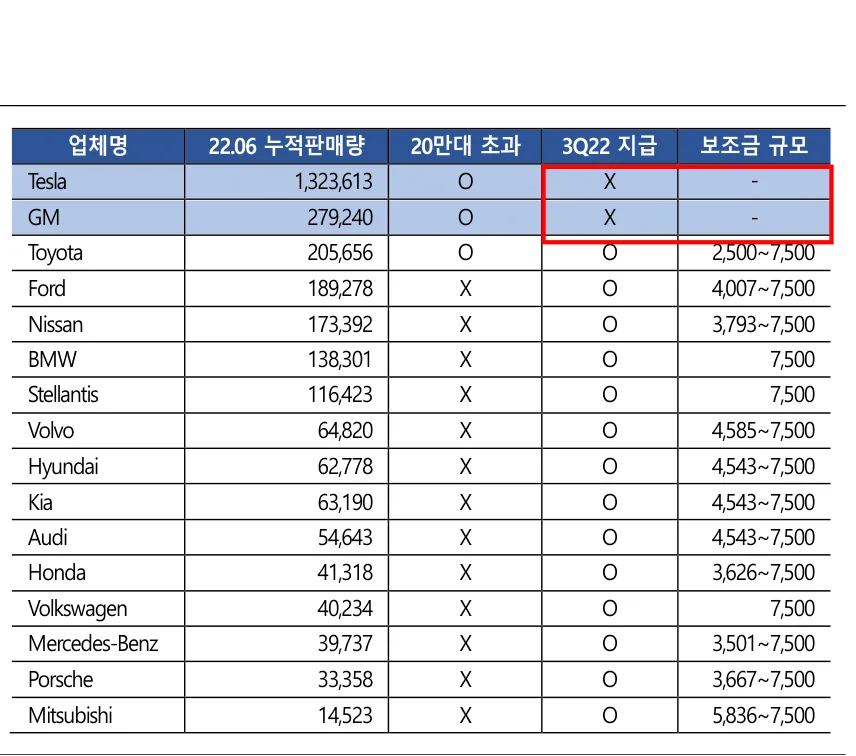 업체명 22.06 누적판매량 20만대 초과 3Q22 지급 보조금 규모
Tesla 1,323,613 O X -
GM 279,240 O X -
Toyota 205,656 O O 2,500~7,500
Ford 189,278 X O 4,007~7,500
Nissan 173,392 X O 3,793~7,500
BMW 138,301 X O 7,500
Stellantis 116,423 X O 7,500
Volvo 64,820 X O 4,585~7,500
Hyundai 62,778 X O 4,543~7,500
Kia 63,190 X O 4,543~7,500
Audi 54,643 X O 4,543~7,500
Honda 41,318 X O 3,626~7,500
Volkswagen 40,234 X O 7,500
Mercedes-Benz 39,737 X O 3,501~7,500
Porsche 33,358 X O 3,667~7,500
Mitsubishi 14,523 X O 5,836~7,500